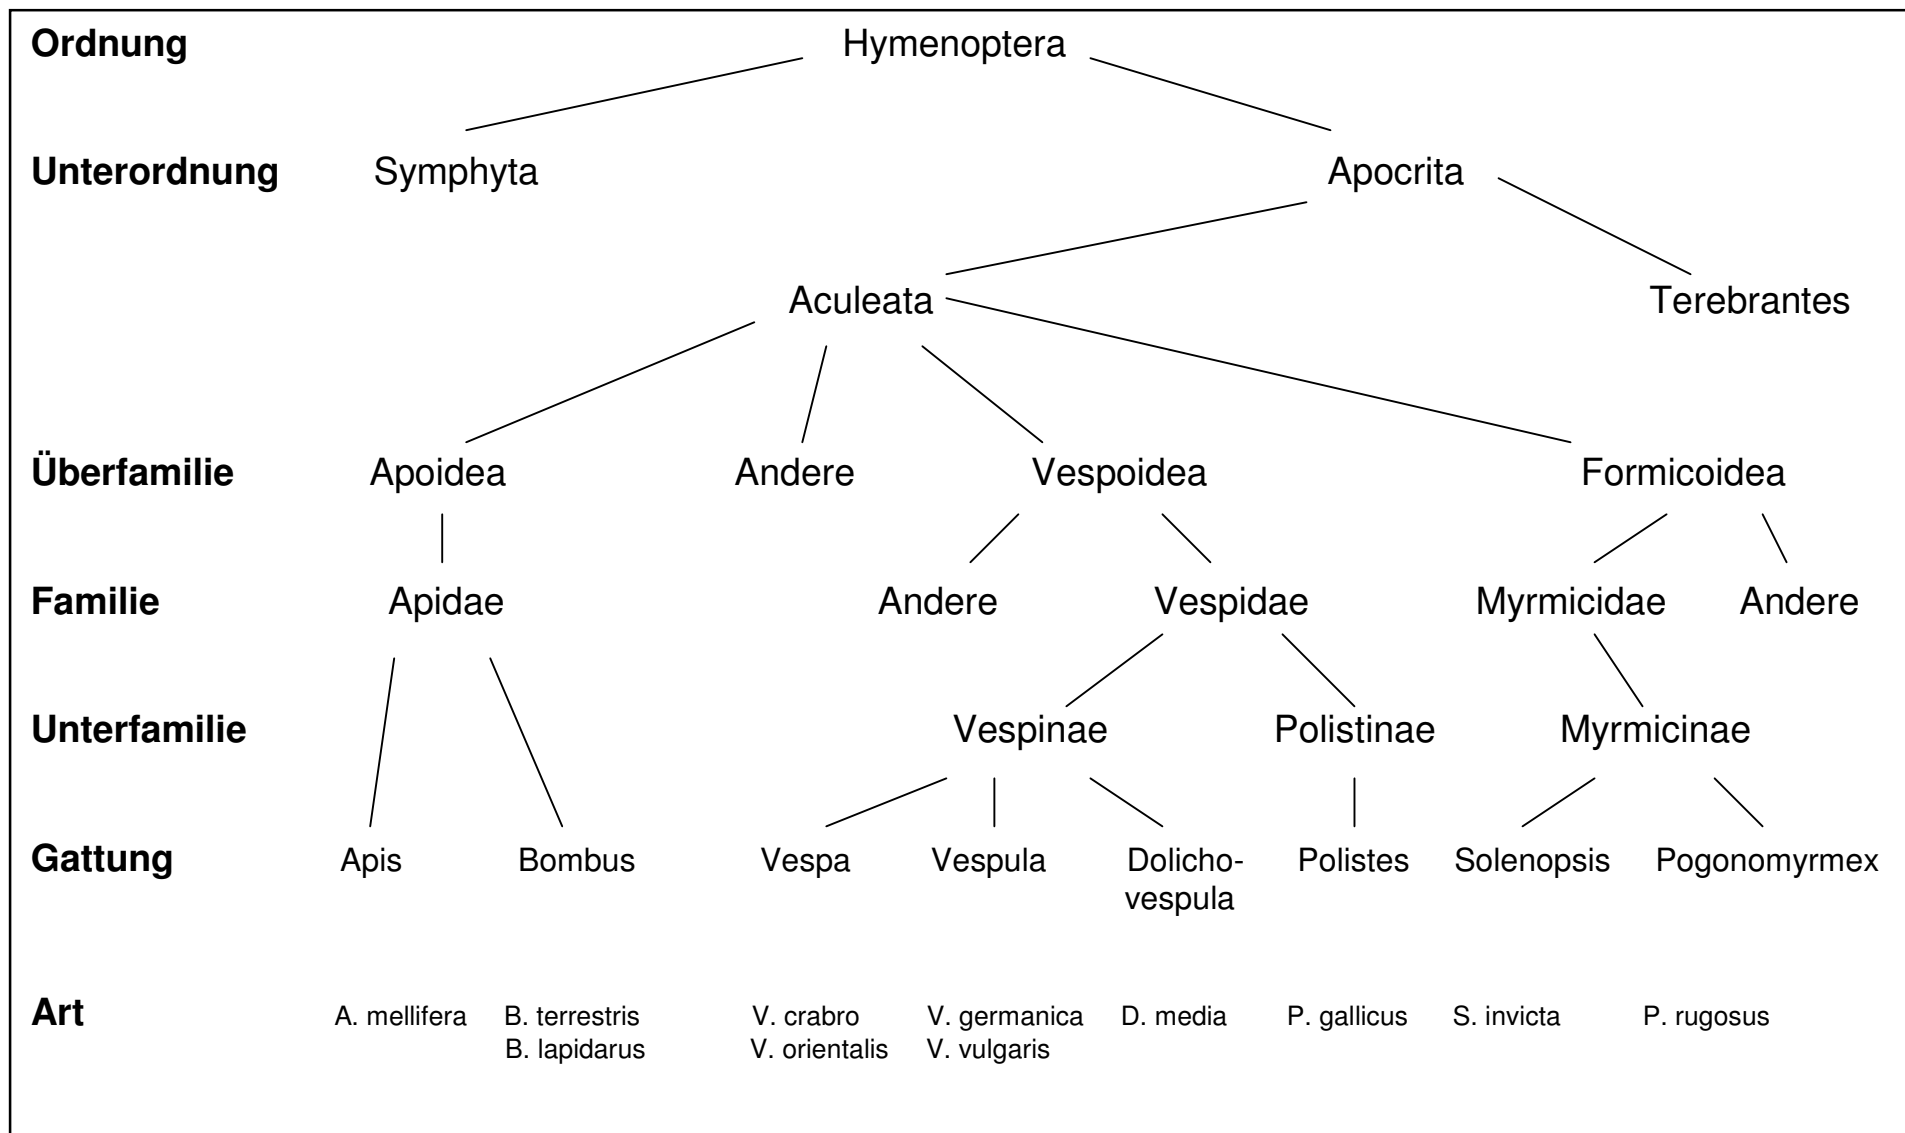 Ordnung Hymenoptera
Unterordnung Symphyta Apocrita
Aculeata Terebrantes
Überfamilie Apoidea Andere Vespoidea Formicoidea
Familie Apidae Andere Vespidae Myrmicidae Andere
Unterfamilie Vespinae Polistinae Myrmicinae
Gattung Apis Bombus Vespa Vespula Dolicho- Polistes Solenopsis Pogonomyrmex
vespula
Art A. mellifera B. terrestris V. crabro V. germanica D. media P. gallicus S. invicta P. rugosus
B. lapidarus V. orientalis V. vulgaris